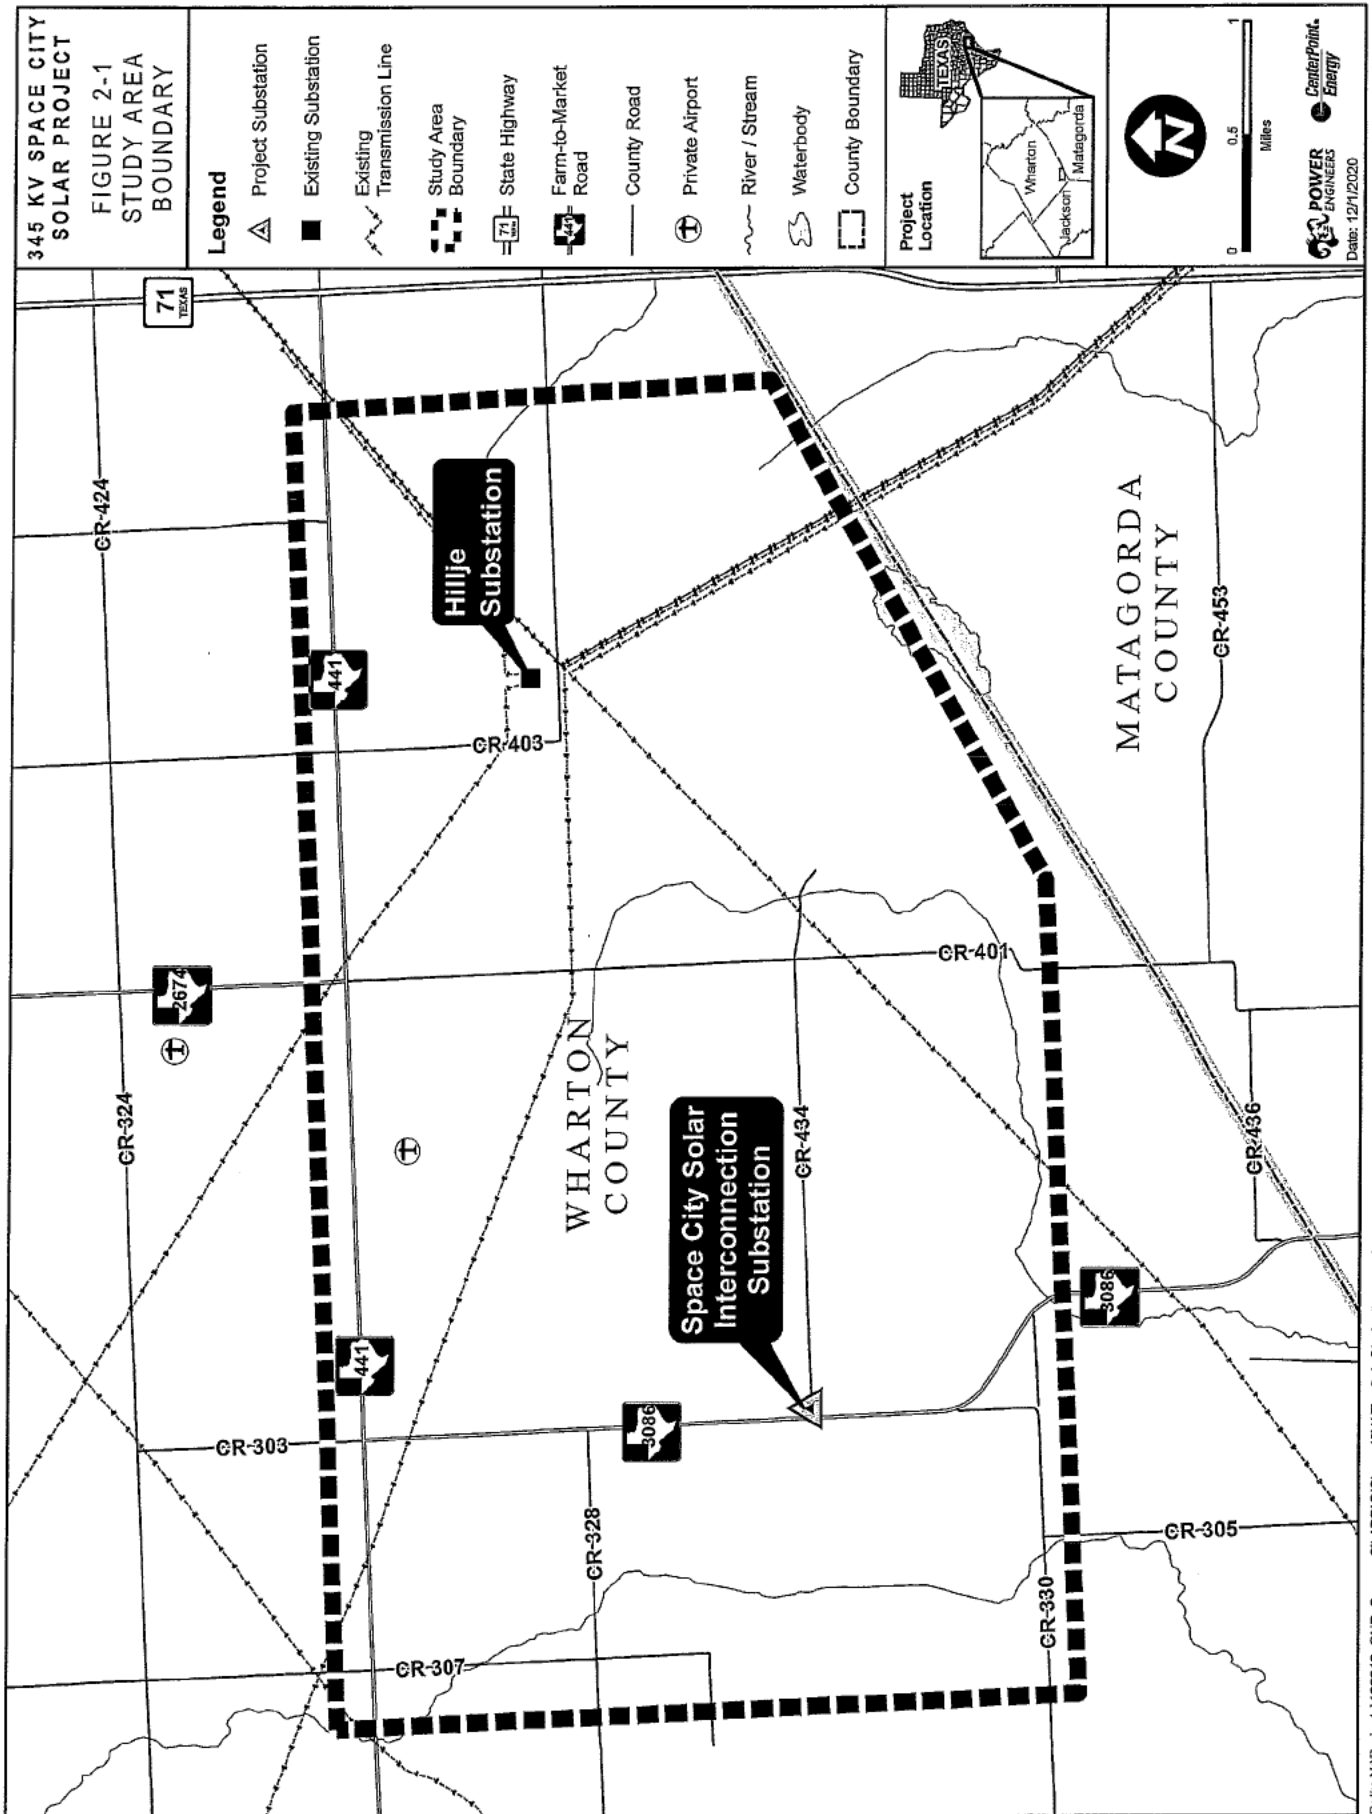 345 KV SPACE CITY
SOLAR PROJECT
FIGURE 2-1
STUDY AREA
BOUNDARY
Legend
Project Substation
Existing Substation
Existing
Transmission Line
Study Area
Boundary
71
State Highway
441
Farm-to-Market
Road
County Road
Private Airport
River / Stream
Waterbody
County Boundary
Project
Location
TEXAS
Wharton
Jackson
Matagorda
N
0
0.5
1
Miles
POWER
ENGINEERS
CenterPoint.
Energy
Date: 12/1/2020
71
TEXAS
CR-424
CR-324
2674
441
441
Hillje
Substation
CR-403
CR-303
CR-307
CR-328
3086
WHARTON
COUNTY
Space City Solar
Interconnection
Substation
CR-434
CR-401
CR-330
3086
CR-305
CR-436
CR-453
MATAGORDA
COUNTY